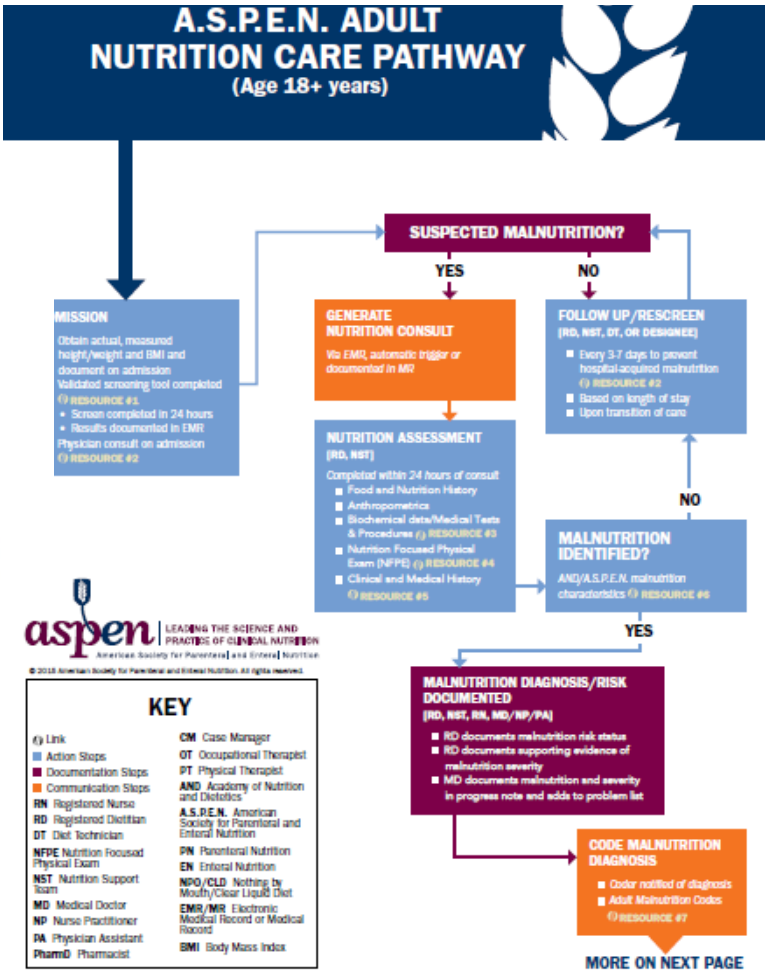 A.S.P.E.N. ADULT
NUTRITION CARE PATHWAY
(Age 18+ years)
SUSPECTED MALNUTRITION?
YES
NO
MISSION
Obtain actual, measured
height/weight and BMI and
document on admission
Validated screening tool completed
RESOURCE #1
• Screen completed in 24 hours
• Results documented in EMR
Physician consult on admission
RESOURCE #2
GENERATE
NUTRITION CONSULT
Via EMR, automatic trigger or
documented in MR
FOLLOW UP/RESCREEN
[RD, NST, DT, OR DESIGNEE]
Every 3-7 days to prevent
hospital-acquired malnutrition
RESOURCE #2
Based on length of stay
Upon transition of care
NUTRITION ASSESSMENT
[RD, NST]
Completed within 24 hours of consult
Food and Nutrition History
Anthropometrics
Biochemical data/Medical Tests
& Procedures RESOURCE #3
Nutrition Focused Physical
Exam (NFPE) RESOURCE #4
Clinical and Medical History
RESOURCE #5
NO
MALNUTRITION
IDENTIFIED?
AND/A.S.P.E.N. malnutrition
characteristics RESOURCE #6
YES
MALNUTRITION DIAGNOSIS/RISK
DOCUMENTED
[RD, NST, RN, MD/NP/PA]
RD documents malnutrition risk status
RD documents supporting evidence of
malnutrition severity
MD documents malnutrition and severity
in progress note and adds to problem list
CODE MALNUTRITION
DIAGNOSIS
Coder notified of diagnosis
Adult Malnutrition Codes
RESOURCE #7
MORE ON NEXT PAGE
aspen
LEADING THE SCIENCE AND
PRACTICE OF CLINICAL NUTRITION
American Society for Parenteral and Enteral Nutrition
© 2015 American Society for Parenteral and Enteral Nutrition. All rights reserved.
KEY
Link
Action Steps
Documentation Steps
Communication Steps
RN Registered Nurse
RD Registered Dietitian
DT Diet Technician
NFPE Nutrition Focused
Physical Exam
NST Nutrition Support
Team
MD Medical Doctor
NP Nurse Practitioner
PA Physician Assistant
PharmD Pharmacist
CM Case Manager
OT Occupational Therapist
PT Physical Therapist
AND Academy of Nutrition
and Dietetics
A.S.P.E.N. American
Society for Parenteral and
Enteral Nutrition
PN Parenteral Nutrition
EN Enteral Nutrition
NPO/CLD Nothing by
Mouth/Clear Liquid Diet
EMR/MR Electronic
Medical Record or Medical
Record
BMI Body Mass Index